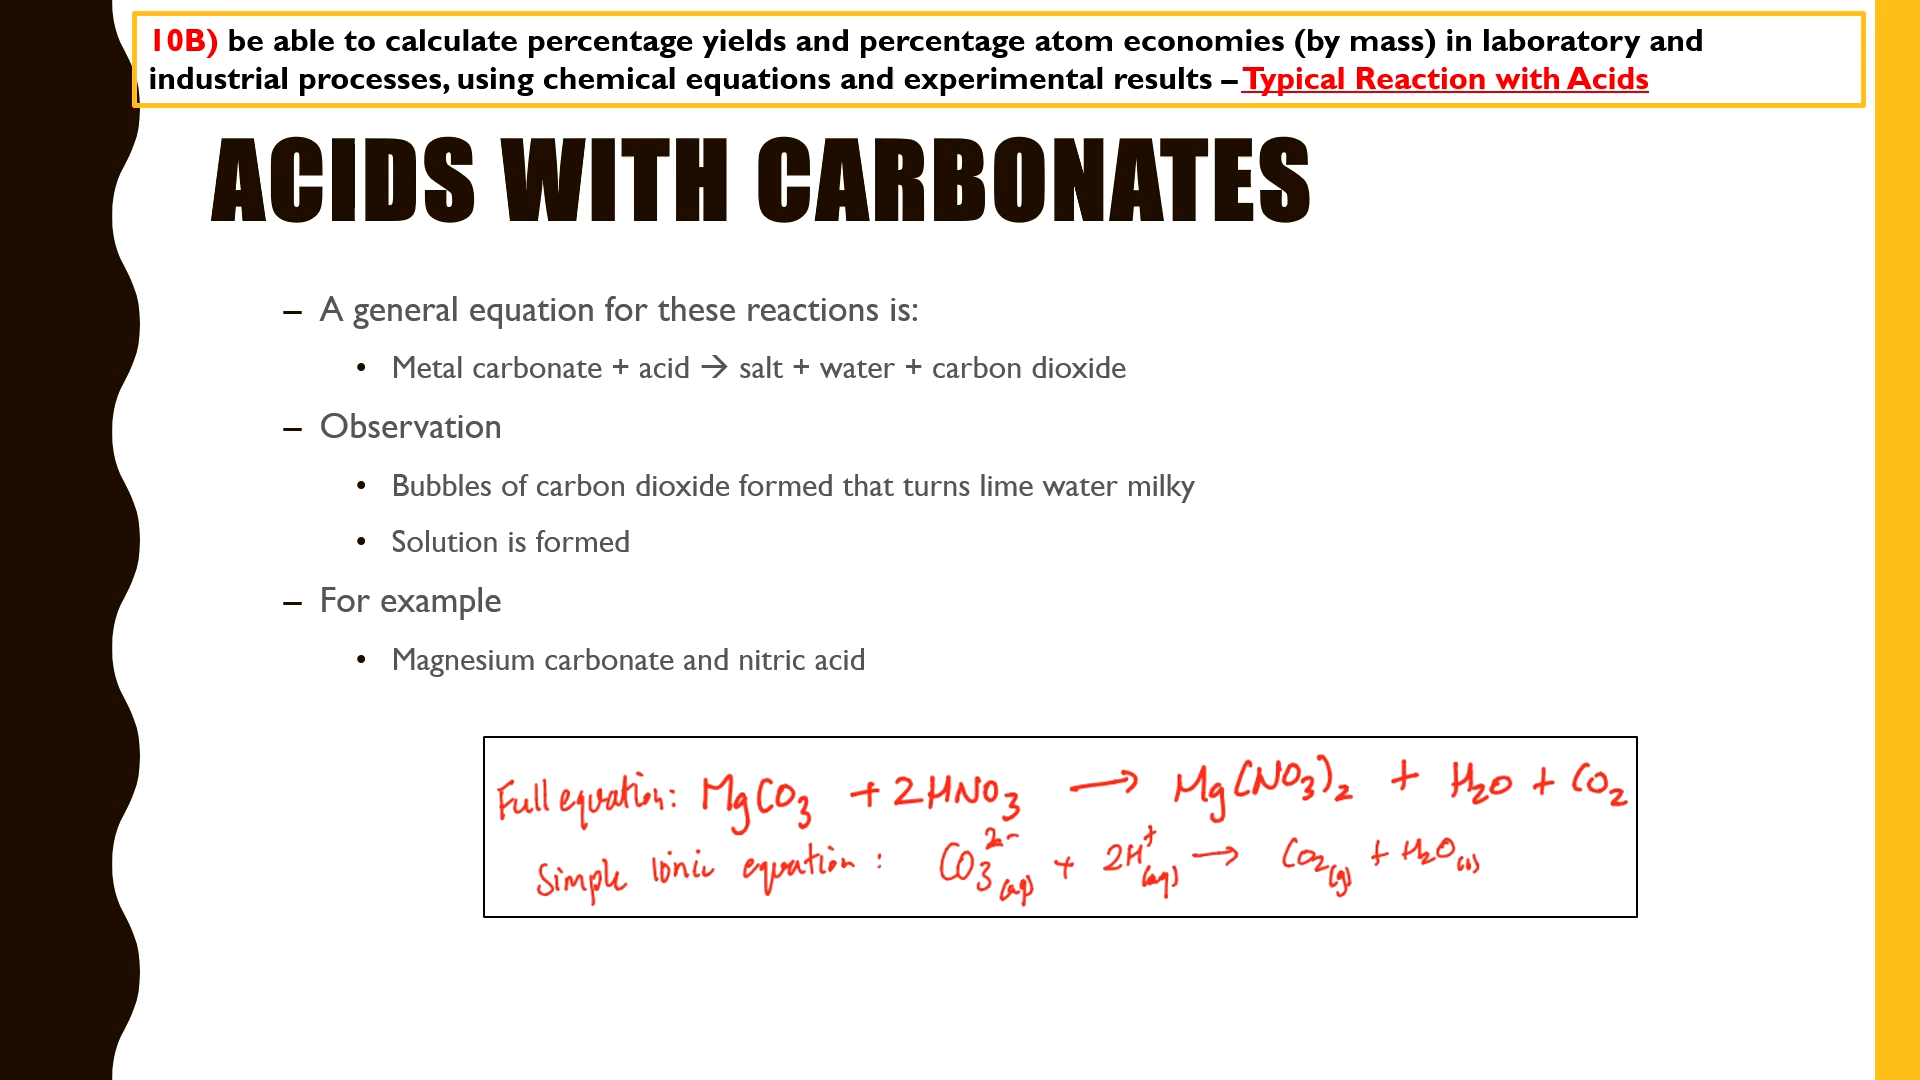 10B) be able to calculate percentage yields and percentage atom economies (by mass) in laboratory and
industrial processes, using chemical equations and experimental results – Typical Reaction with Acids
ACIDS WITH CARBONATES
– A general equation for these reactions is:
• Metal carbonate + acid → salt + water + carbon dioxide
– Observation
• Bubbles of carbon dioxide formed that turns lime water milky
• Solution is formed
– For example
• Magnesium carbonate and nitric acid
Full equation: MgCO₃ + 2HNO₃ → Mg(NO₃)₂ + H₂O + CO₂
Simple Ionic equation: CO₃²⁻(aq) + 2H⁺(aq) → CO₂(g) + H₂O(l)